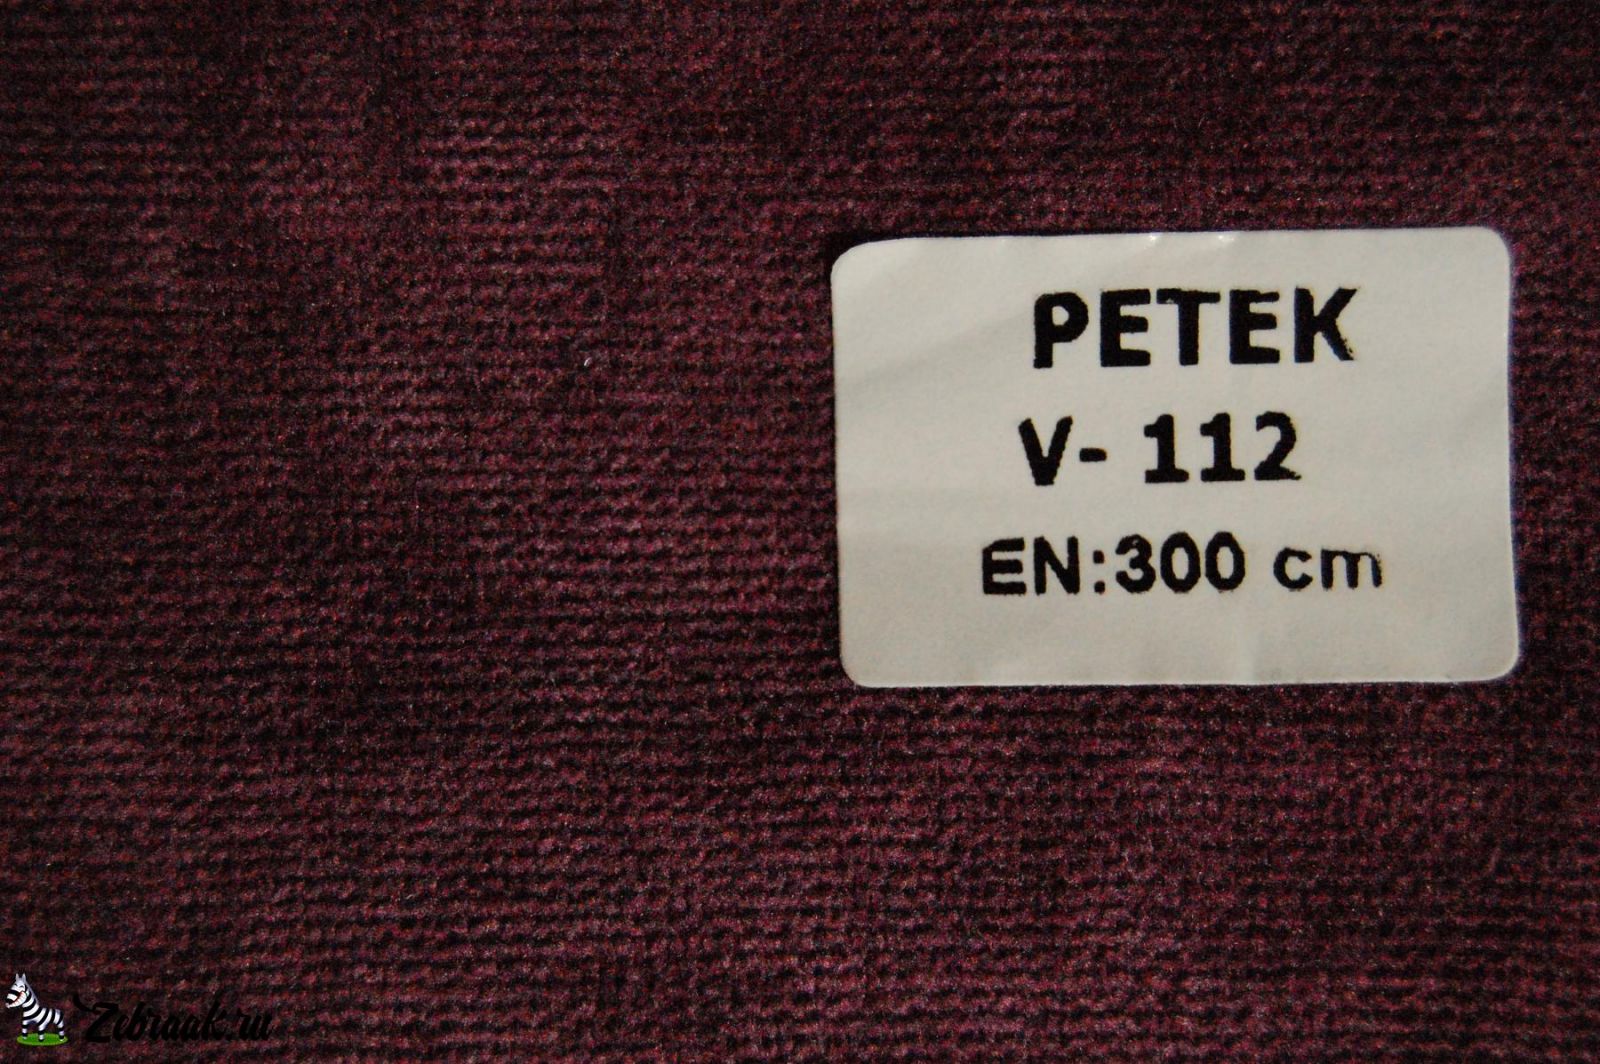 PETEK
V- 112
EN:300 cm
Zebraak.ru